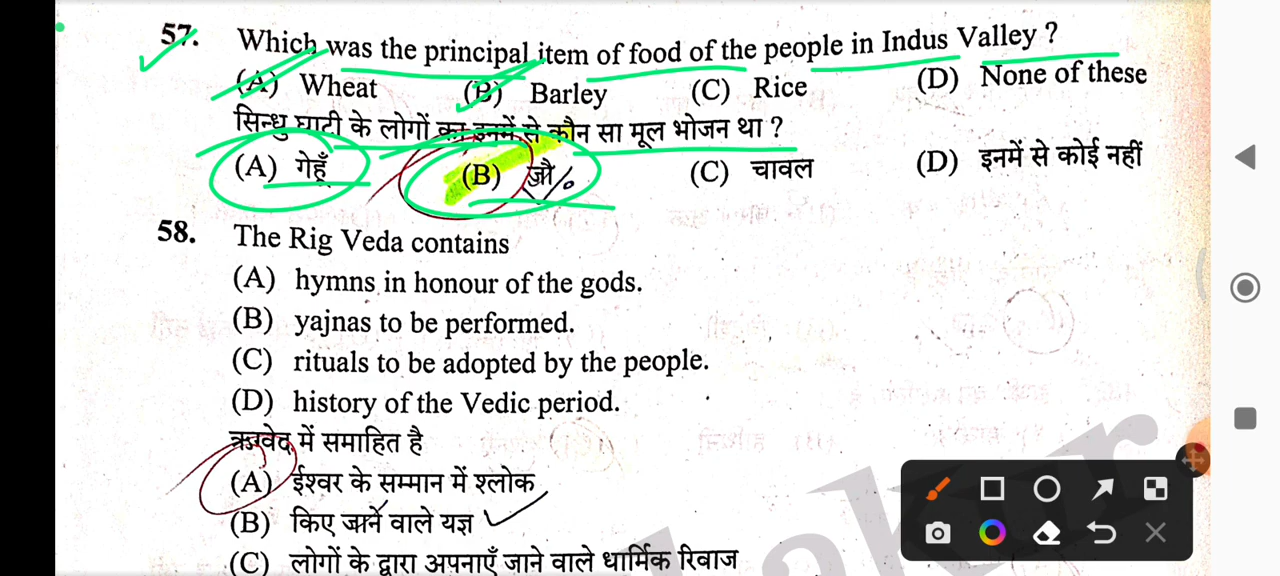 57. Which was the principal item of food of the people in Indus Valley ?
(A) Wheat (B) Barley (C) Rice (D) None of these
सिन्धु घाटी के लोगों का इनमें से कौन सा मूल भोजन था ?
(A) गेहूँ (B) जौ (C) चावल (D) इनमें से कोई नहीं
58. The Rig Veda contains
(A) hymns in honour of the gods.
(B) yajnas to be performed.
(C) rituals to be adopted by the people.
(D) history of the Vedic period.
ऋग्वेद में समाहित है
(A) ईश्वर के सम्मान में श्लोक
(B) किए जाने वाले यज्ञ
(C) लोगों के द्वारा अपनाएँ जाने वाले धार्मिक रिवाज